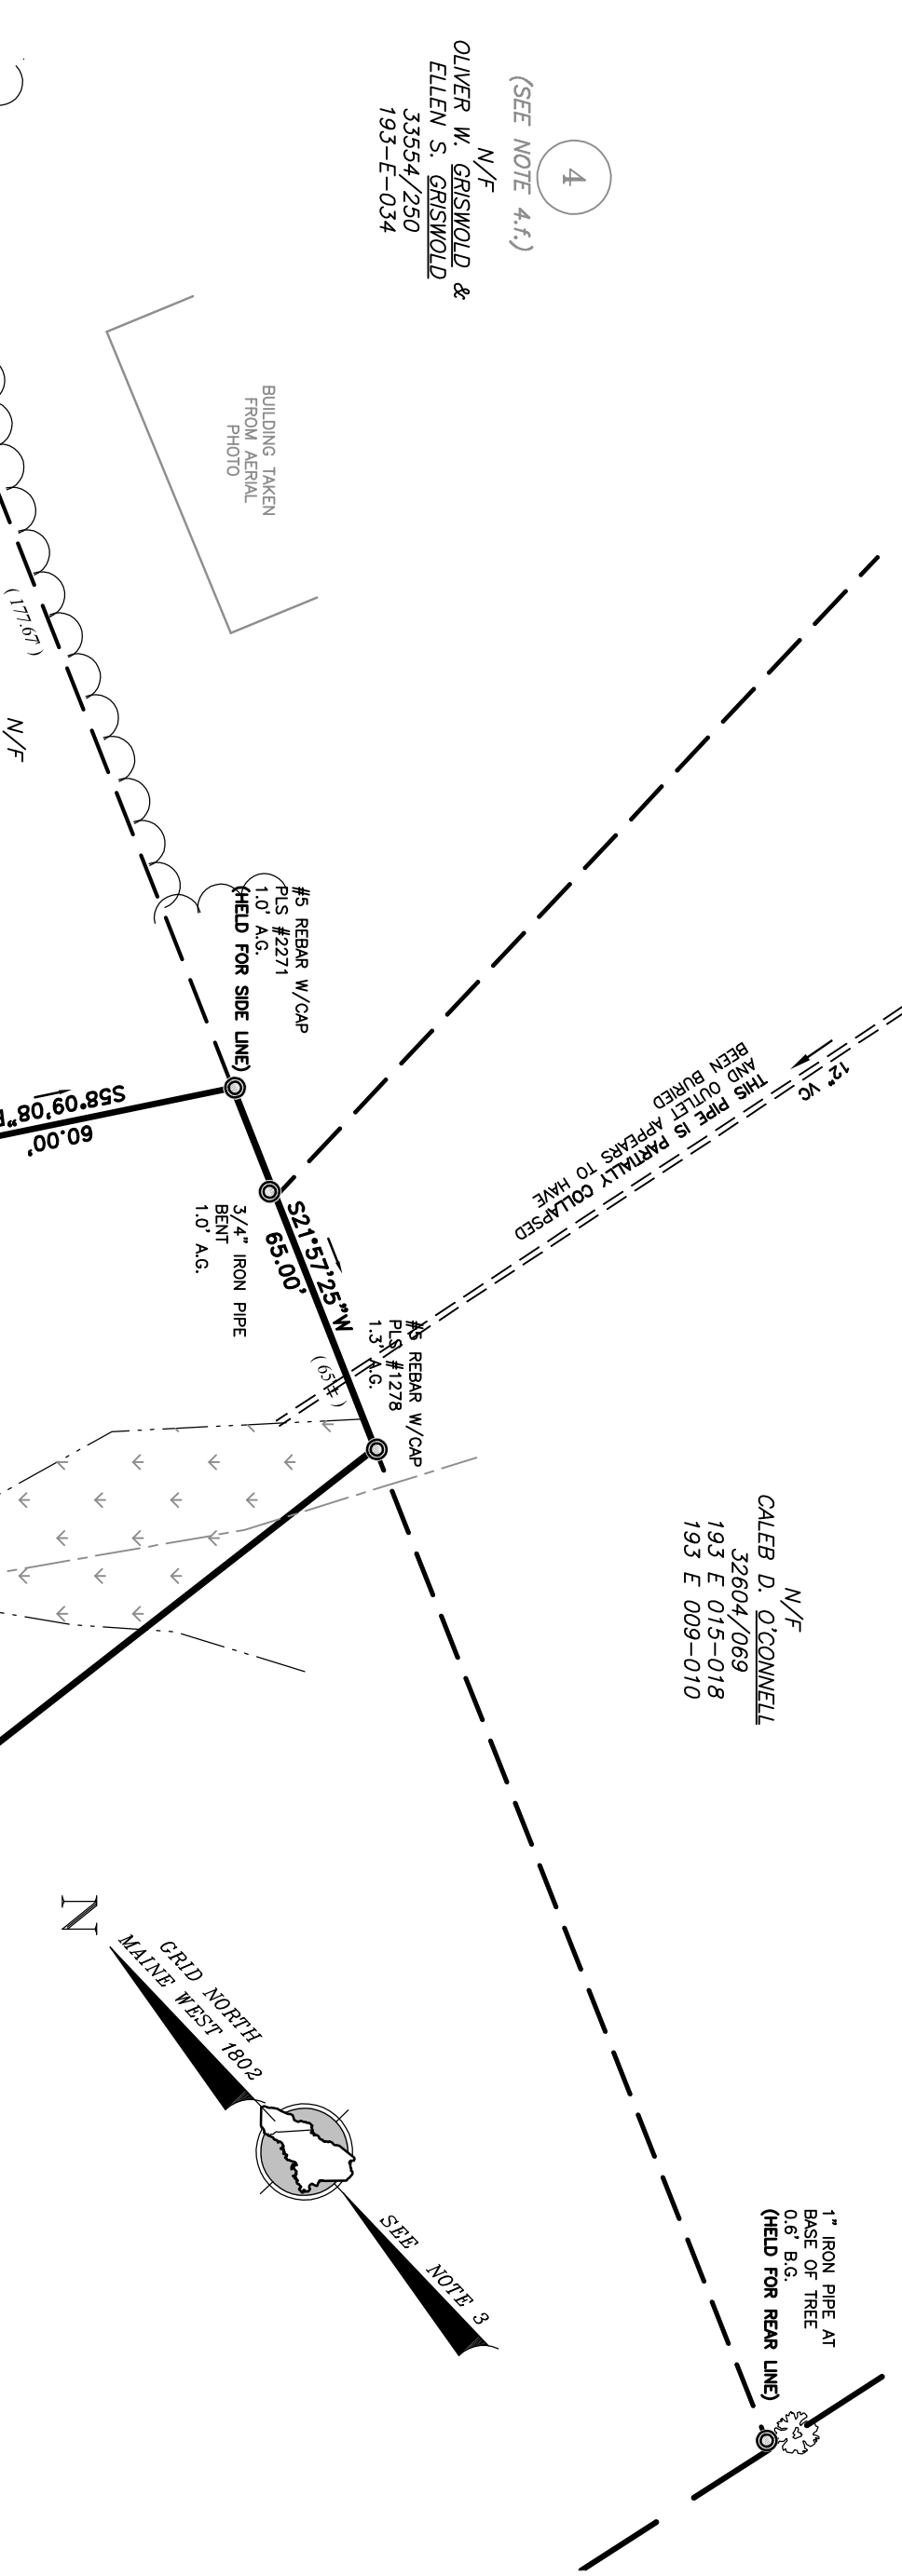 4
(SEE NOTE 4.f.)
N/F
OLIVER W. GRISWOLD &
ELLEN S. GRISWOLD
33554/250
193-E-034
BUILDING TAKEN
FROM AERIAL
PHOTO
(177.67')
N/F
#5 REBAR W/CAP
PLS #2271
1.0' A.G.
(HELD FOR SIDE LINE)
S58°09'08"E
60.00'
3/4" IRON PIPE
BENT
1.0' A.G.
S21°57'25"W
65.00'
(65'±)
#5 REBAR W/CAP
PLS #1278
1.3' A.G.
12" VC
THIS PIPE IS PARTIALLY COLLAPSED
AND OUTLET APPEARS TO HAVE
BEEN BURIED
N/F
CALEB D. O'CONNELL
32604/069
193 E 015-018
193 E 009-010
N
GRID NORTH
MAINE WEST 1802
SEE NOTE 3
1" IRON PIPE AT
BASE OF TREE
0.6' B.G.
(HELD FOR REAR LINE)